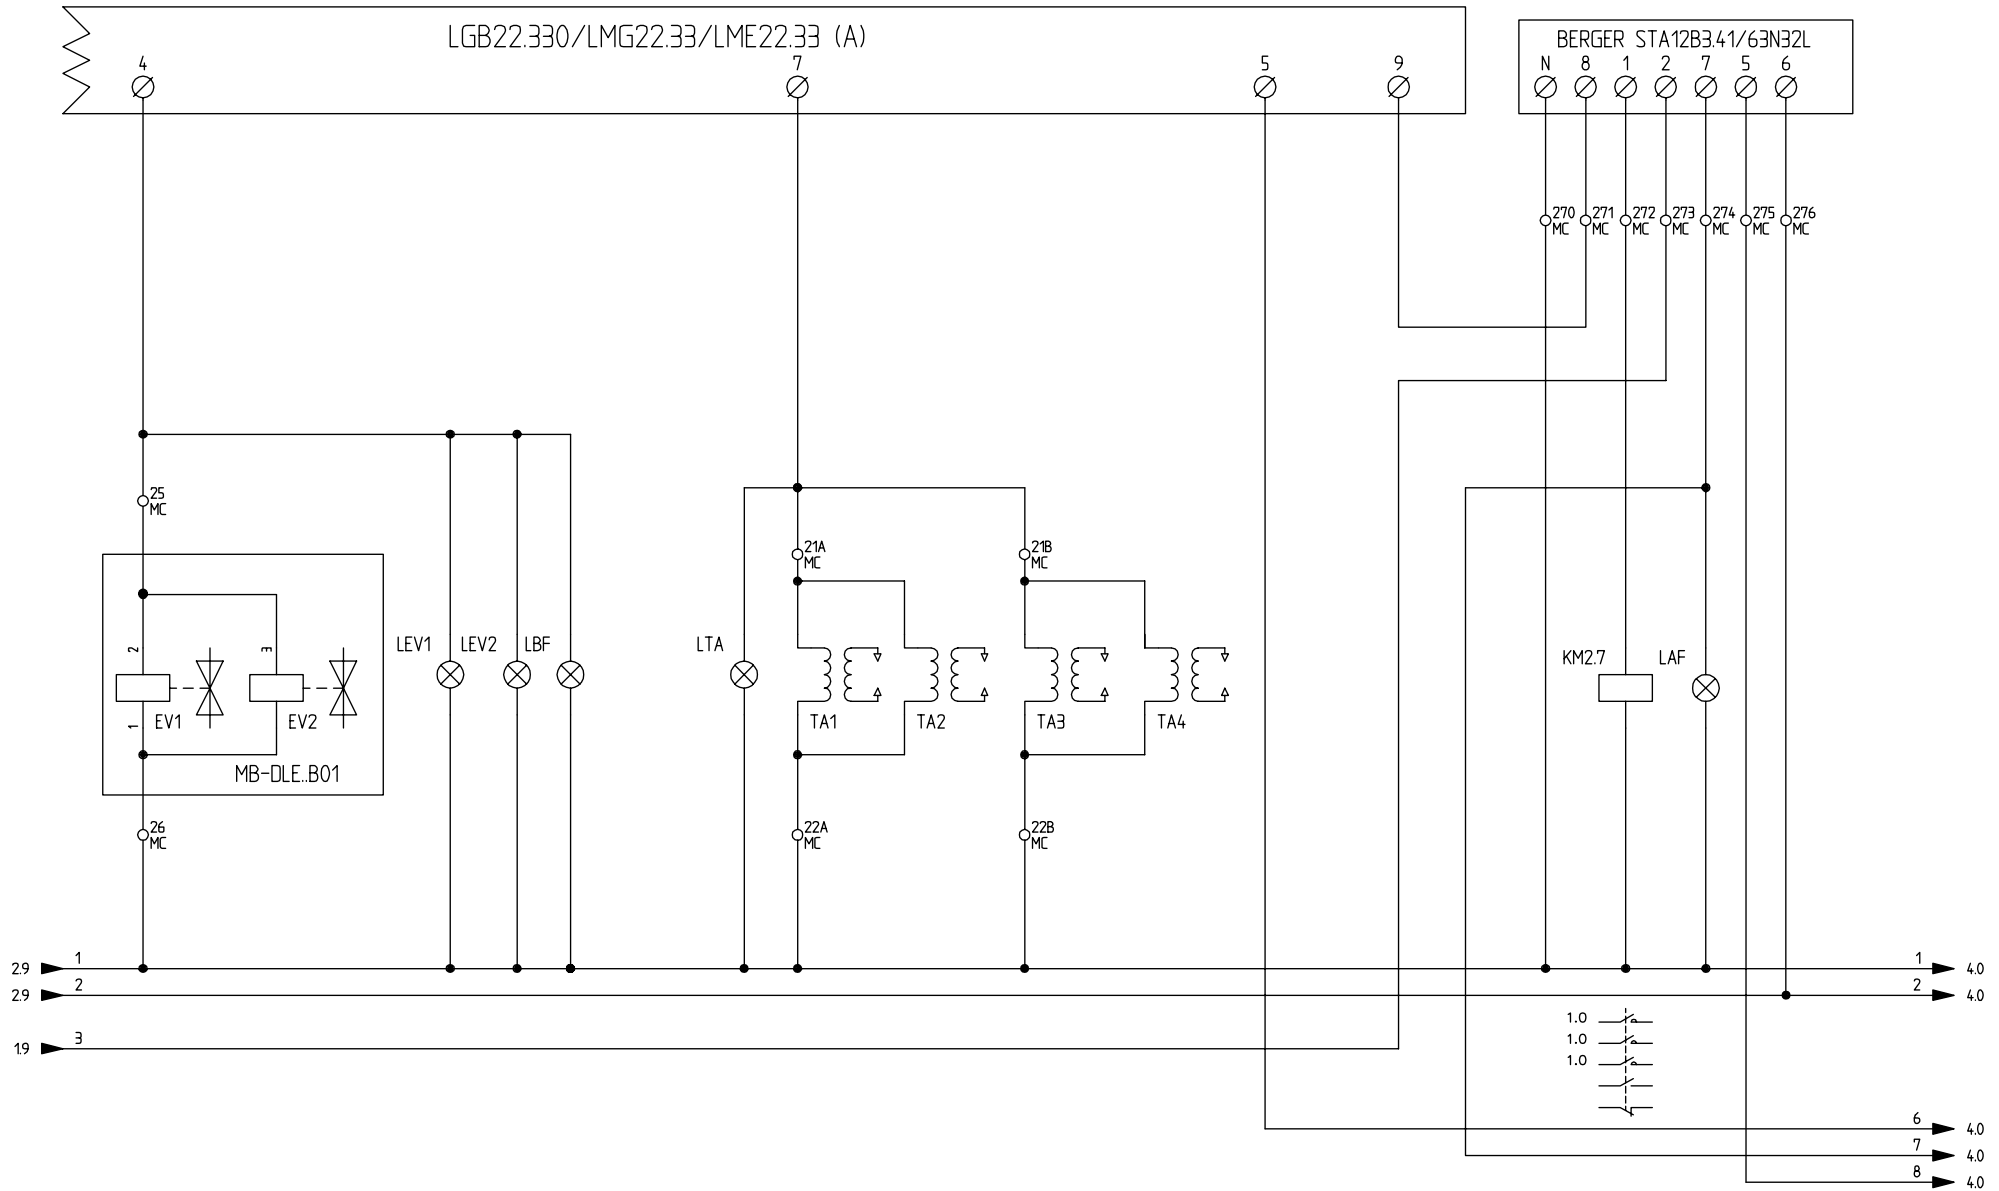 LGB22.330/LMG22.33/LME22.33 (A)
BERGER STA12B3.41/63N32L
4
7
5
9
N 8 1 2 7 5 6
270 MC
271 MC
272 MC
273 MC
274 MC
275 MC
276 MC
25 MC
21A MC
21B MC
LEV1
LEV2
LBF
LTA
KM2.7
LAF
2
3
1
EV1
EV2
TA1
TA2
TA3
TA4
MB-DLE..B01
26 MC
22A MC
22B MC
2.9 1 1 4.0
2.9 2 2 4.0
1.0
1.9 3
1.0
1.0
6 4.0
7 4.0
8 4.0